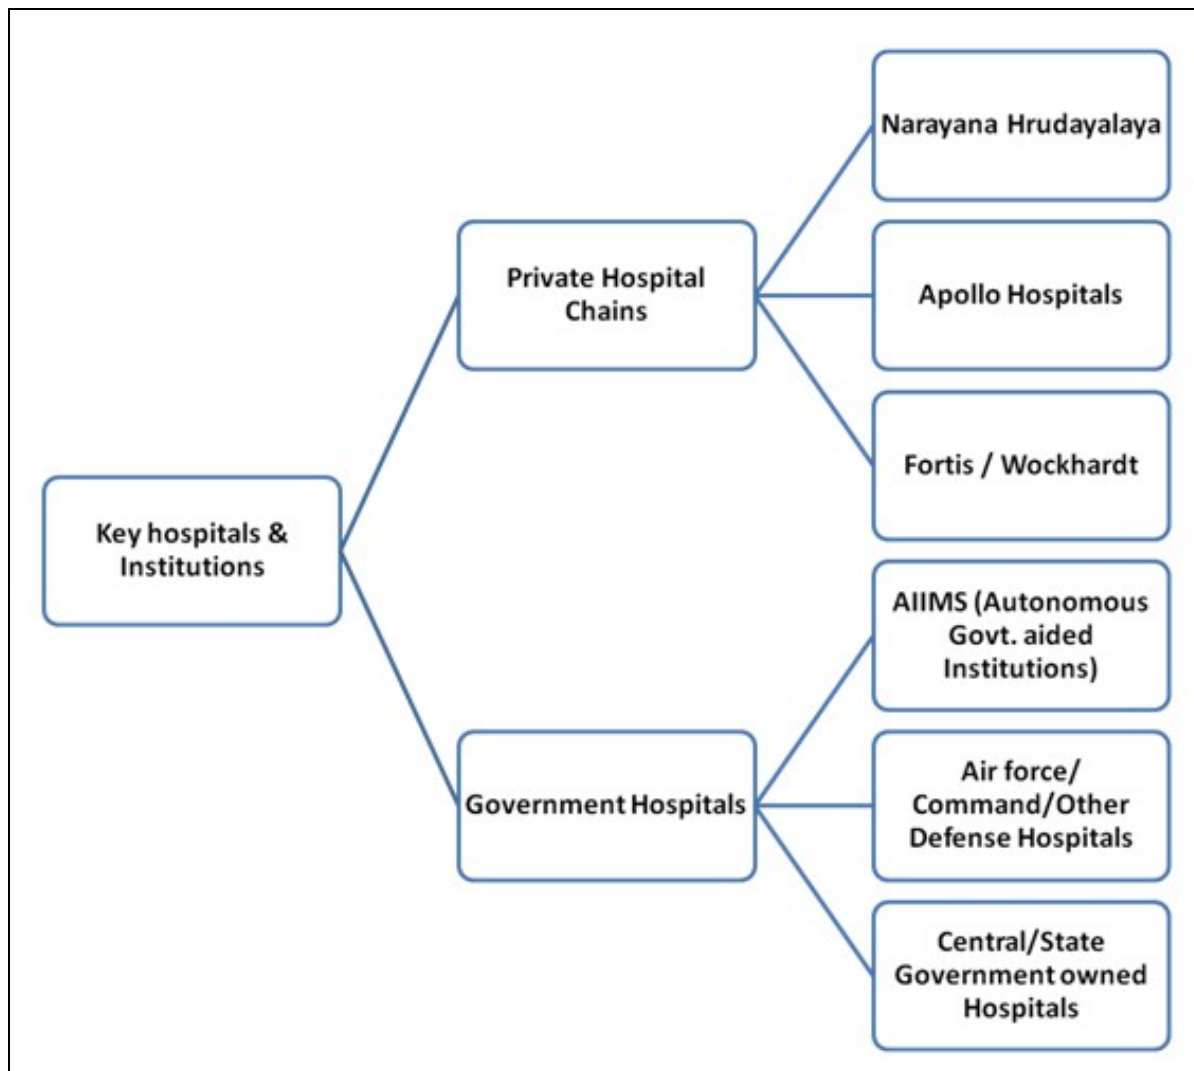 Key hospitals &
Institutions
Private Hospital
Chains
Narayana Hrudayalaya
Apollo Hospitals
Fortis / Wockhardt
Government Hospitals
AIIMS (Autonomous
Govt. aided
Institutions)
Air force/
Command/Other
Defense Hospitals
Central/State
Government owned
Hospitals